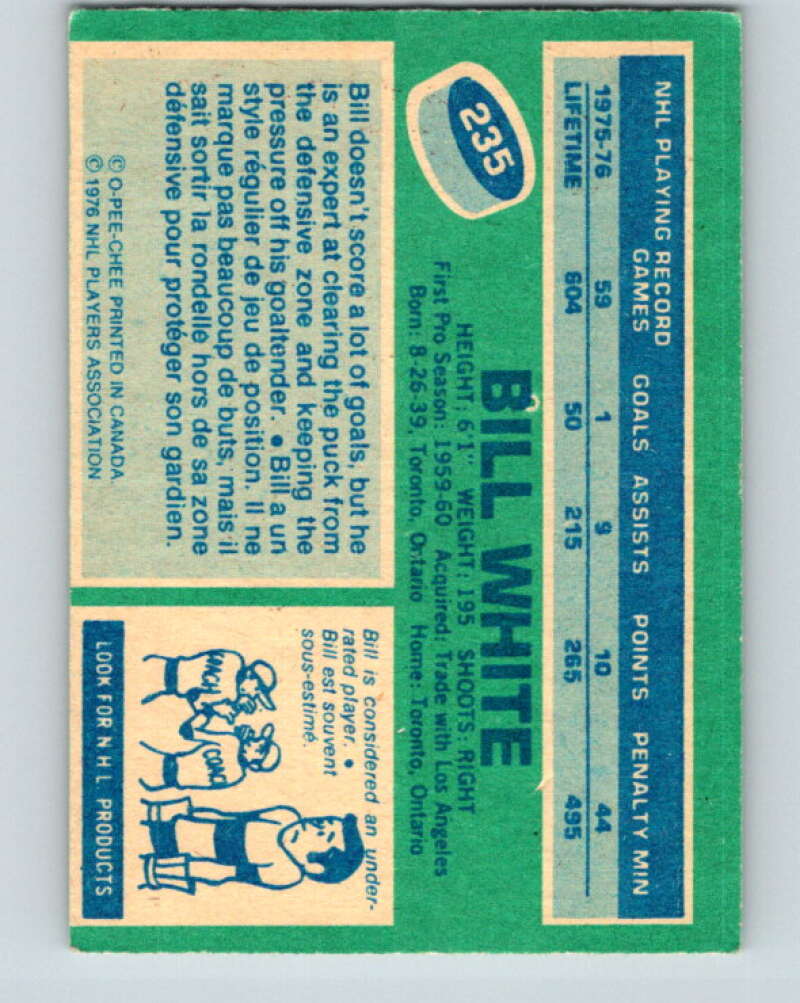 NHL PLAYING RECORD
GAMES GOALS ASSISTS POINTS PENALTY MIN
1975-76 59 1 9 10 44
LIFETIME 604 50 215 265 495
235
BILL WHITE
HEIGHT: 6'1" WEIGHT: 195 SHOOTS: RIGHT
First Pro Season: 1959-60 Acquired: Trade with Los Angeles
Born: 8-26-39, Toronto, Ontario Home: Toronto, Ontario
Bill doesn't score a lot of goals, but he
is an expert at clearing the puck from
the defensive zone and keeping the
pressure off his goaltender. • Bill a un
style régulier de jeu de position. Il ne
marque pas beaucoup de buts, mais il
sait sortir la rondelle hors de sa zone
défensive pour protéger son gardien.
© O-PEE-CHEE PRINTED IN CANADA
© 1976 NHL PLAYERS ASSOCIATION
Bill is considered an under-
rated player. •
Bill est souvent
sous-estimé.
COACH
LOOK FOR N H L PRODUCTS